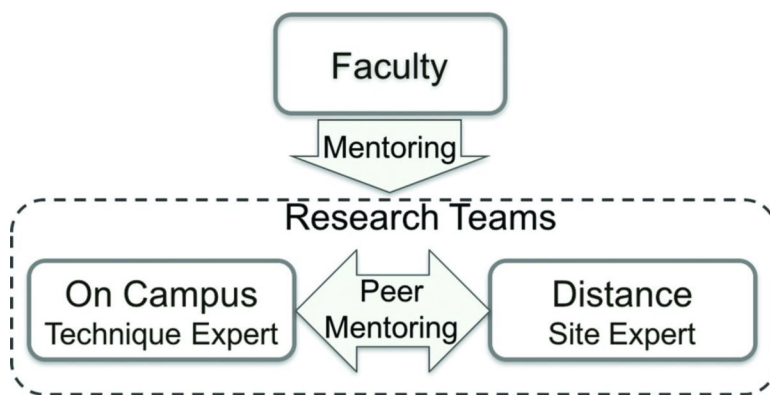 Faculty
Mentoring
Research Teams
On Campus
Technique Expert
Peer
Mentoring
Distance
Site Expert